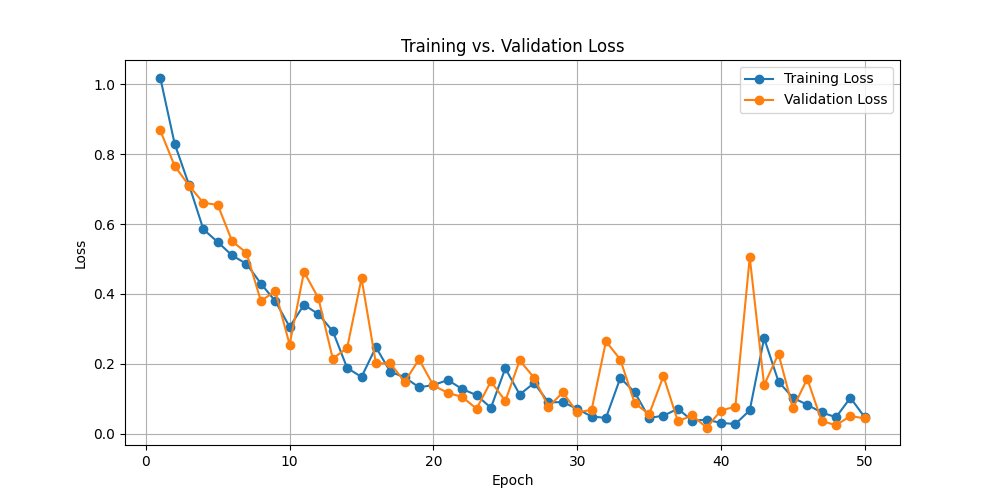 Training vs. Validation Loss
Training Loss
Validation Loss
1.0
0.8
0.6
0.4
0.2
0.0
Loss
0 10 20 30 40 50
Epoch